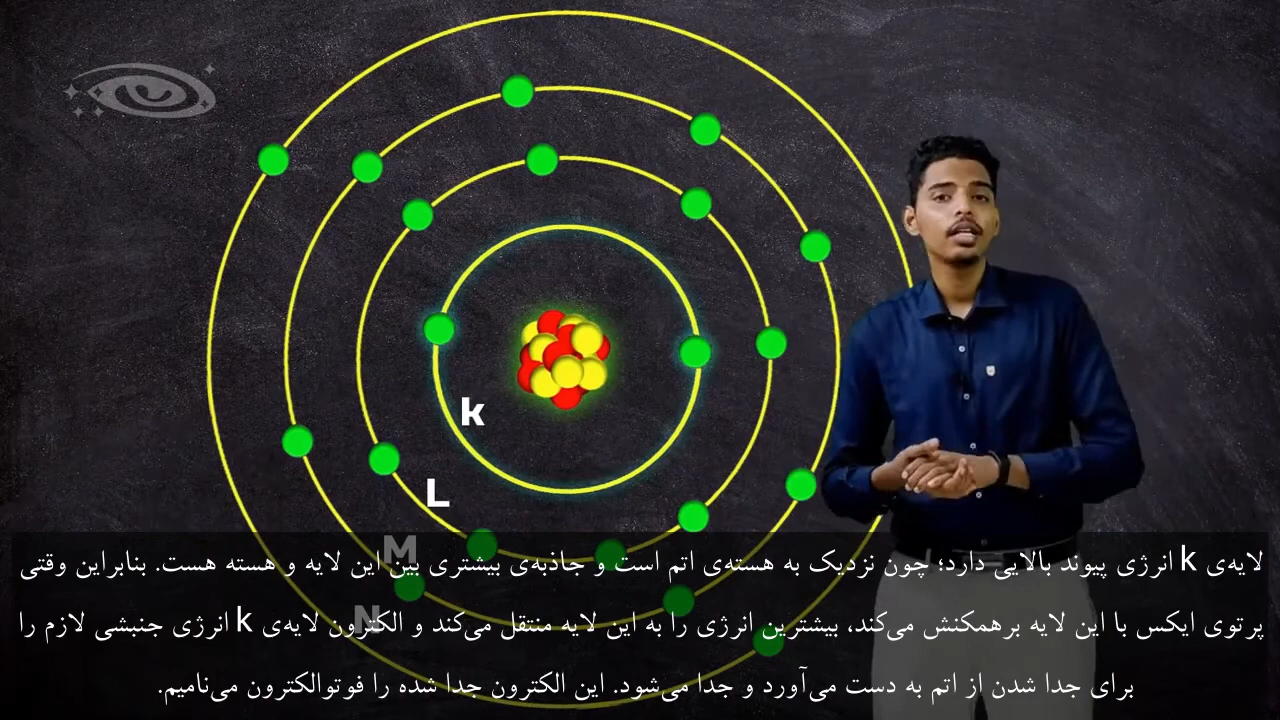 k
L
M
N
لایه‌ی k انرژی پیوند بالایی دارد؛ چون نزدیک به هسته‌ی اتم است و جاذبه‌ی بیشتری بین این لایه و هسته هست. بنابراین وقتی
پرتوی ایکس با این لایه برهمکنش می‌کند، بیشترین انرژی را به این لایه منتقل می‌کند و الکترون لایه‌ی k انرژی جنبشی لازم را
برای جدا شدن از اتم به دست می‌آورد و جدا می‌شود. این الکترون جدا شده را فوتوالکترون می‌نامیم.